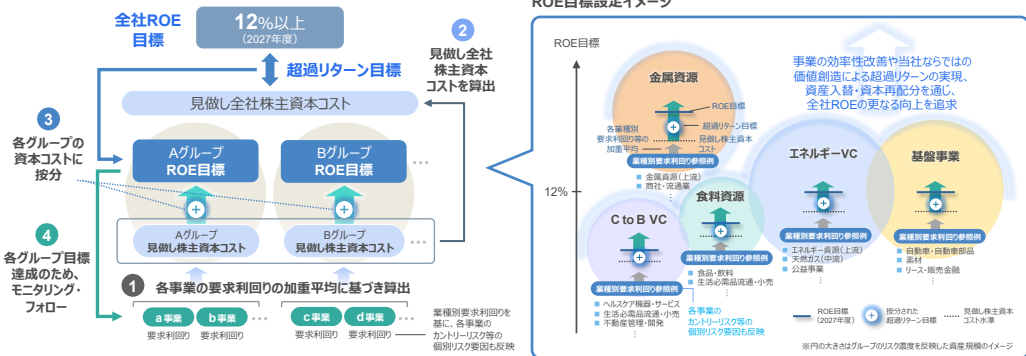 全社ROE
目標
12%以上
（2027年度）
超過リターン目標
2
見做し全社
株主資本
コストを算出
見做し全社株主資本コスト
3
各グループの
資本コストに
按分
Aグループ
ROE目標
Bグループ
ROE目標
…
+
+
Aグループ
見做し株主資本コスト
Bグループ
見做し株主資本コスト
…
4
各グループ目標
達成のため、
モニタリング・
フォロー
1
各事業の要求利回りの加重平均に基づき算出
a事業
b事業
…
c事業
d事業
…
要求利回り
要求利回り
要求利回り
要求利回り
業種別要求利回りを
基に、各事業の
カントリーリスク等の
個別リスク要因も反映
ROE目標設定イメージ
ROE目標
12%
事業の効率性改善や当社ならではの
価値創造による超過リターンの実現、
資産入替・資本再配分を通じ、
全社ROEの更なる向上を追求
金属資源
ROE目標
超過リターン目標
+
見做し株主資本
コスト
各業種別
要求利回り等の
加重平均
業種別要求利回り参照例
金属資源（上流）
商社・流通業
…
食料資源
+
業種別要求利回り参照例
食品・飲料
生活必需品流通・小売
…
C to B VC
+
業種別要求利回り参照例
ヘルスケア機器・サービス
生活必需品流通・小売
不動産管理・開発
…
各事業の
カントリーリスク等の
個別リスク要因も反映
エネルギーVC
+
業種別要求利回り参照例
エネルギー資源（上流）
天然ガス（中流）
公益事業
…
基盤事業
+
業種別要求利回り参照例
自動車・自動車部品
素材
リース・販売金融
…
ROE目標
（2027年度）
+
按分された
超過リターン目標
見做し株主資本
コスト水準
※円の大きさはグループのリスク濃度を反映した資産規模のイメージ